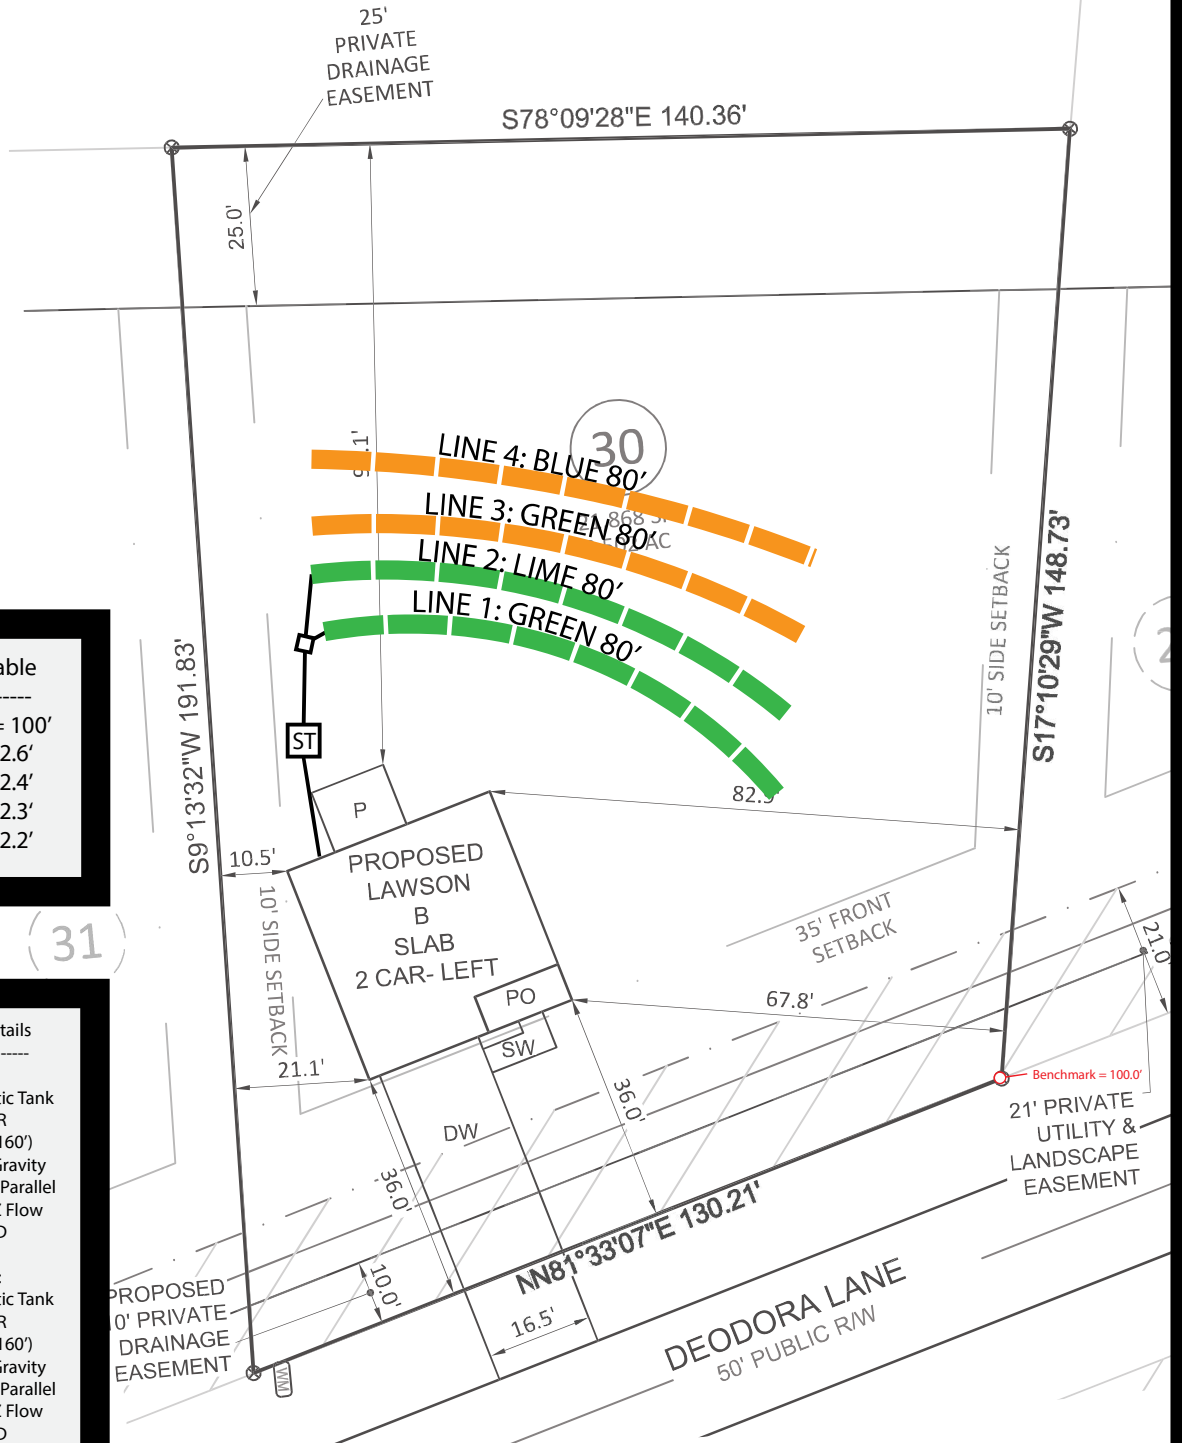 25'
PRIVATE
DRAINAGE
EASEMENT
S78°09'28"E 140.36'
25.0'
30
LINE 4: BLUE 80’
LINE 3: GREEN 80’
AC
LINE 2: LIME 80’
LINE 1: GREEN 80’
10' SIDE SETBACK
S17°10'29"W 148.73'
S9°13'32"W 191.83'
able
-----
= 100’
2.6‘
2.4’
2.3‘
2.2’
ST
P
82.9'
10.5'
PROPOSED
LAWSON
B
SLAB
2 CAR- LEFT
10' SIDE SETBACK
31
35' FRONT
SETBACK
21.0'
PO
67.8'
SW
21.1'
36.0'
Benchmark = 100.0’
21' PRIVATE
UTILITY &
LANDSCAPE
EASEMENT
DW
36.0'
tails
-----
tic Tank
R
160’)
Gravity
Parallel
Z Flow
D
:
tic Tank
R
160’)
Gravity
Parallel
Z Flow
D
NN81°33'07"E 130.21'
PROPOSED
0' PRIVATE
DRAINAGE
EASEMENT
10.0'
16.5'
WM
DEODORA LANE
50' PUBLIC R/W